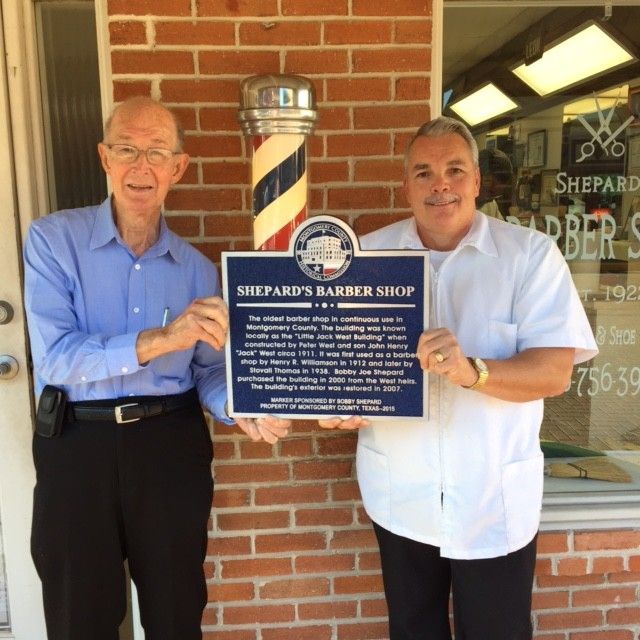 MONTGOMERY COUNTY
HISTORICAL COMMISSION
SHEPARD'S BARBER SHOP
The oldest barber shop in continuous use in
Montgomery County. The building was known
locally as the "Little Jack West Building" when
constructed by Peter West and son John Henry
"Jack" West circa 1911. It was first used as a barber
shop by Henry R. Williamson in 1912 and later by
Stovall Thomas in 1938. Bobby Joe Shepard
purchased the building in 2000 from the West heirs.
The building's exterior was restored in 2007.
MARKER SPONSORED BY BOBBY SHEPARD
PROPERTY OF MONTGOMERY COUNTY, TEXAS-2015
SHEPARD
BARBER S
& SHOE
756-39